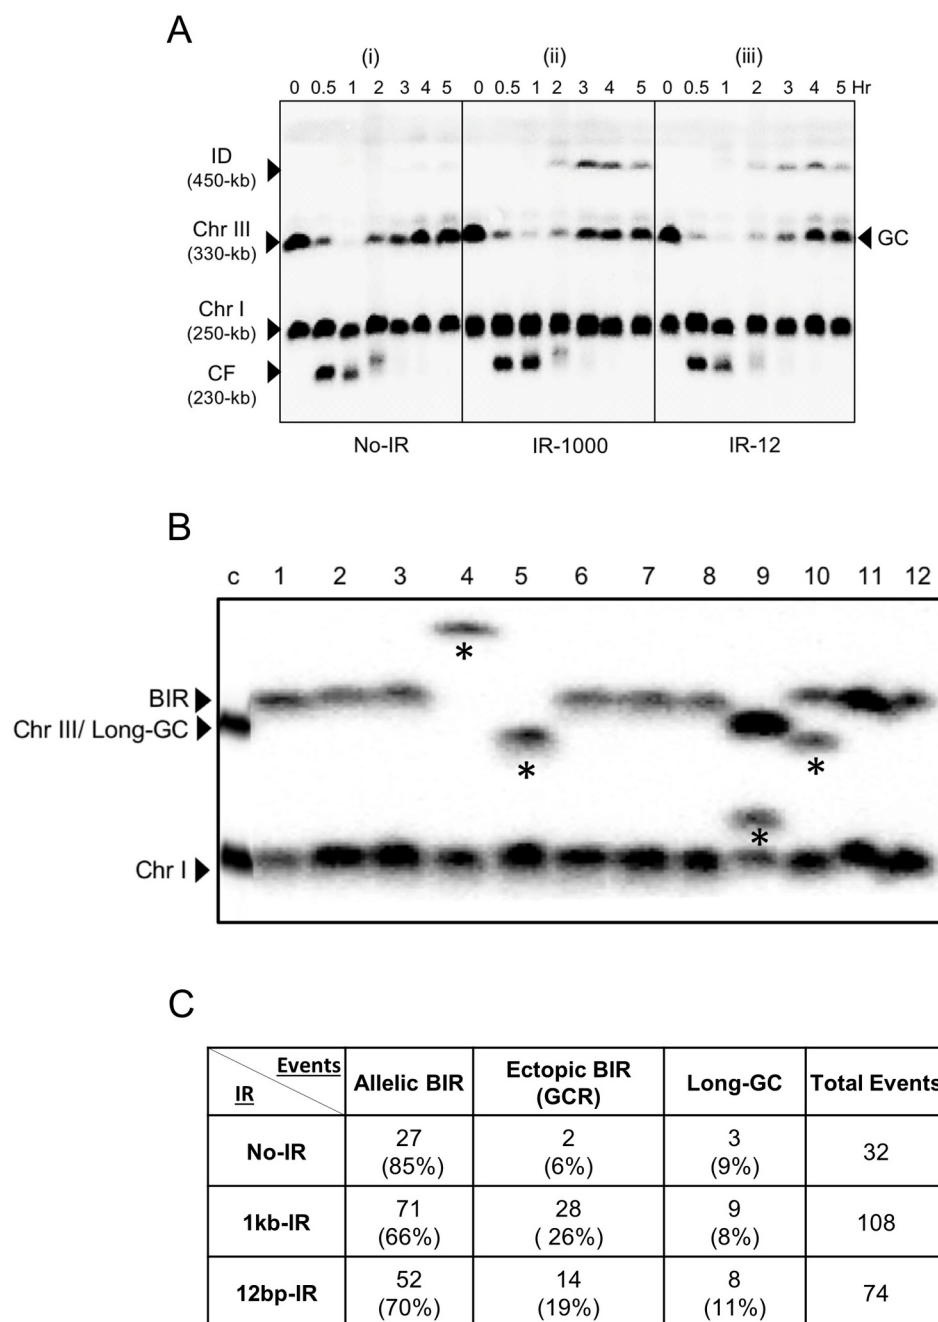 A
(i) (ii) (iii)
0 0.5 1 2 3 4 5 0 0.5 1 2 3 4 5 0 0.5 1 2 3 4 5 Hr
ID
(450-kb)
Chr III
(330-kb)
GC
Chr I
(250-kb)
CF
(230-kb)
No-IR IR-1000 IR-12
B
c 1 2 3 4 5 6 7 8 9 10 11 12
*
BIR
Chr III/ Long-GC
* *
*
Chr I
C
Events
IR
Allelic BIR
Ectopic BIR
(GCR)
Long-GC
Total Events
No-IR
27
(85%)
2
(6%)
3
(9%)
32
1kb-IR
71
(66%)
28
( 26%)
9
(8%)
108
12bp-IR
52
(70%)
14
(19%)
8
(11%)
74